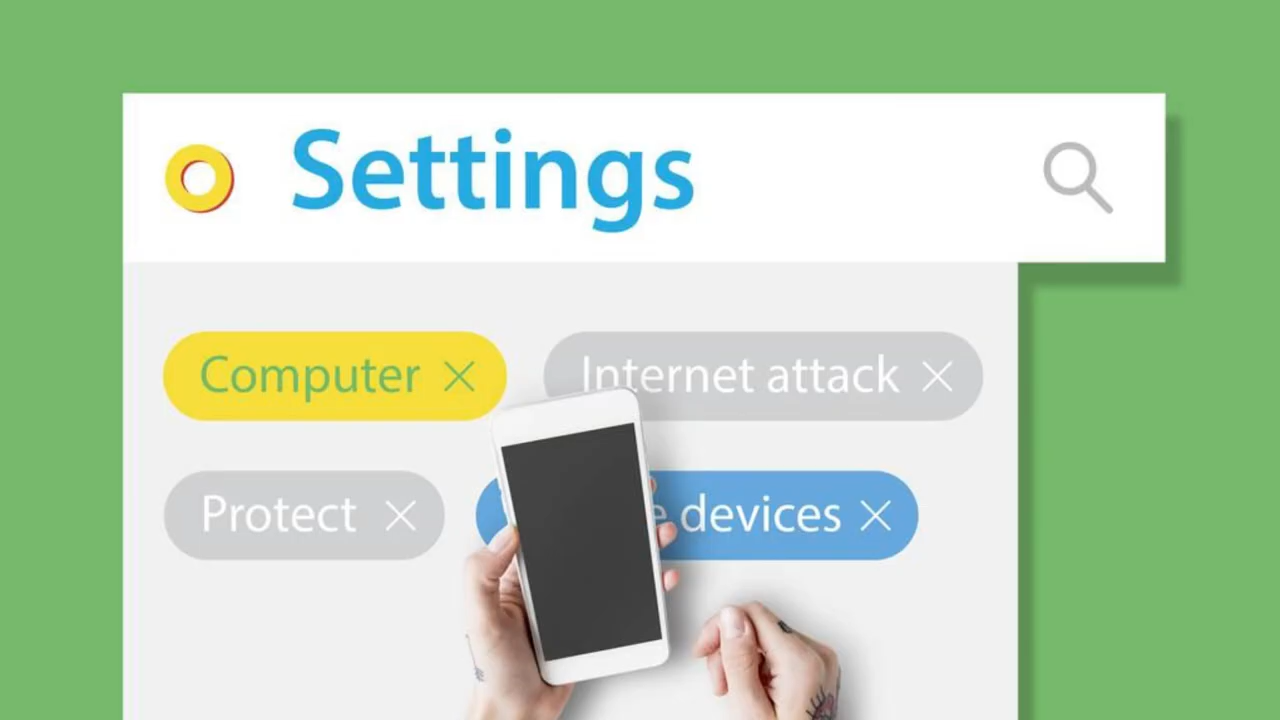 Settings
Computer ×
Internet attack ×
Protect ×
devices ×